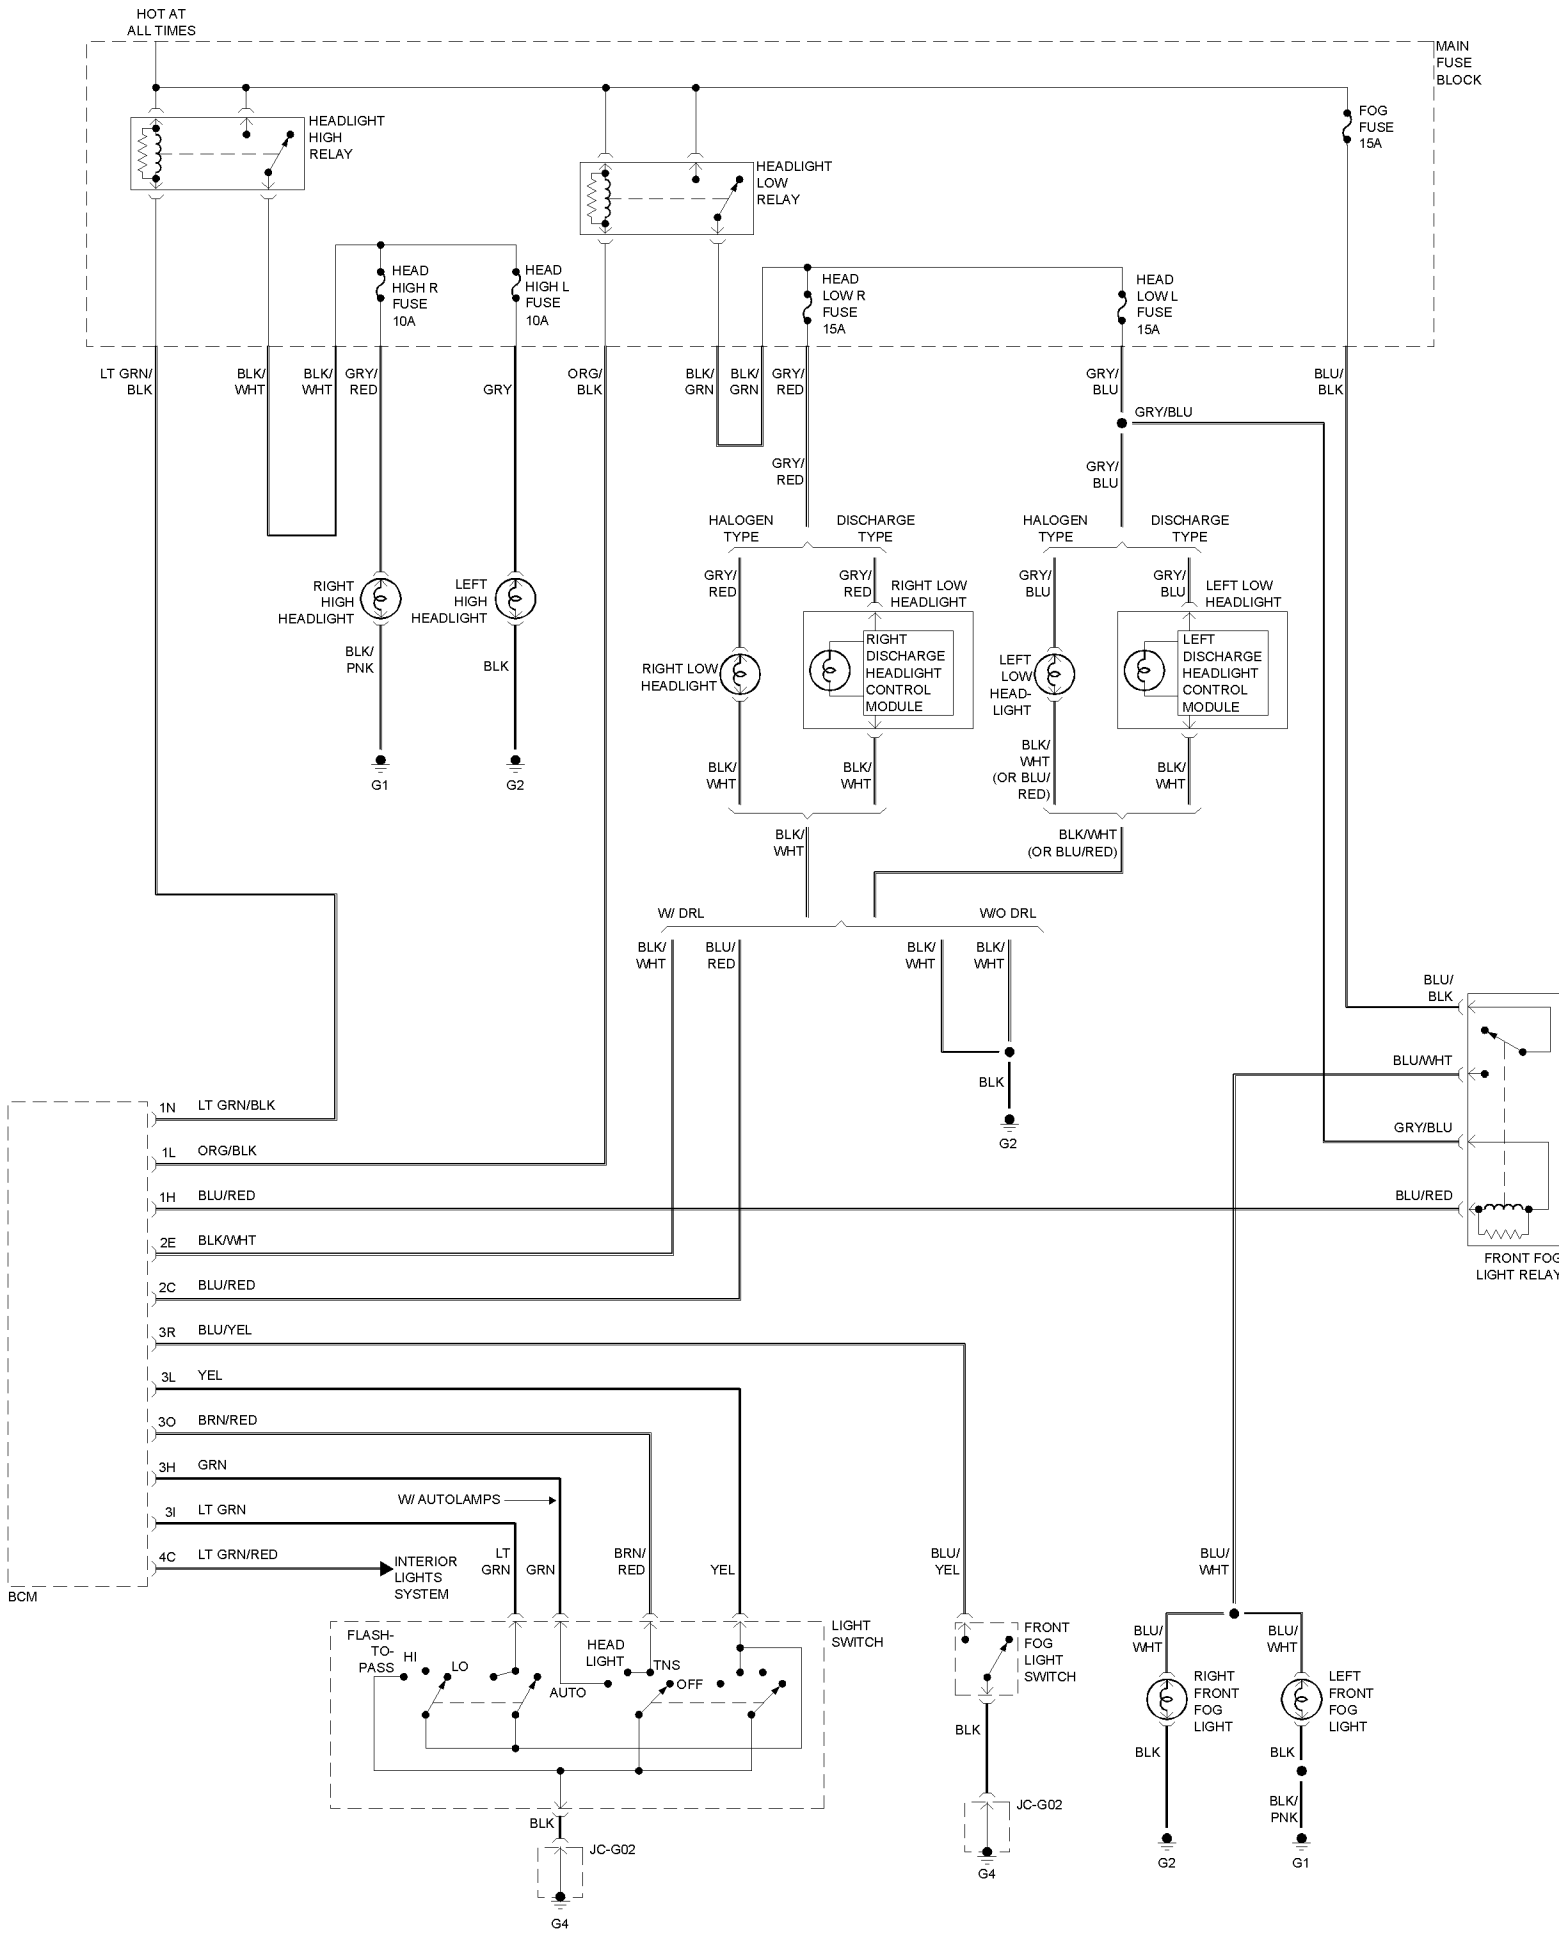 HOT AT
ALL TIMES
MAIN
FUSE
BLOCK
HEADLIGHT
HIGH
RELAY
HEADLIGHT
LOW
RELAY
FOG
FUSE
15A
HEAD
HIGH R
FUSE
10A
HEAD
HIGH L
FUSE
10A
HEAD
LOW R
FUSE
15A
HEAD
LOW L
FUSE
15A
LT GRN/
BLK
BLK/
WHT
BLK/
WHT
GRY/
RED
GRY
ORG/
BLK
BLK/
GRN
BLK/
GRN
GRY/
RED
GRY/
BLU
BLU/
BLK
GRY/BLU
GRY/
RED
GRY/
BLU
HALOGEN
TYPE
DISCHARGE
TYPE
HALOGEN
TYPE
DISCHARGE
TYPE
RIGHT
HIGH
HEADLIGHT
LEFT
HIGH
HEADLIGHT
GRY/
RED
GRY/
RED
RIGHT LOW
HEADLIGHT
GRY/
BLU
GRY/
BLU
LEFT LOW
HEADLIGHT
BLK/
PNK
BLK
RIGHT LOW
HEADLIGHT
RIGHT
DISCHARGE
HEADLIGHT
CONTROL
MODULE
LEFT
LOW
HEAD-
LIGHT
LEFT
DISCHARGE
HEADLIGHT
CONTROL
MODULE
G1
G2
BLK/
WHT
BLK/
WHT
BLK/
WHT
(OR BLU/
RED)
BLK/
WHT
BLK/
WHT
BLK/WHT
(OR BLU/RED)
W/ DRL
W/O DRL
BLK/
WHT
BLU/
RED
BLK/
WHT
BLK/
WHT
BLU/
BLK
BLK
G2
BLU/WHT
GRY/BLU
BLU/RED
FRONT FOG
LIGHT RELAY
1N LT GRN/BLK
1L ORG/BLK
1H BLU/RED
2E BLK/WHT
2C BLU/RED
3R BLU/YEL
3L YEL
3O BRN/RED
3H GRN
3I LT GRN
4C LT GRN/RED
BCM
W/ AUTOLAMPS
INTERIOR
LIGHTS
SYSTEM
LT
GRN
GRN
BRN/
RED
YEL
BLU/
YEL
BLU/
WHT
LIGHT
SWITCH
FLASH-
TO-
PASS
HI
LO
AUTO
HEAD
LIGHT
TNS
OFF
FRONT
FOG
LIGHT
SWITCH
BLU/
WHT
BLU/
WHT
RIGHT
FRONT
FOG
LIGHT
LEFT
FRONT
FOG
LIGHT
BLK
BLK
BLK
BLK/
PNK
BLK
JC-G02
G4
JC-G02
G4
G2
G1